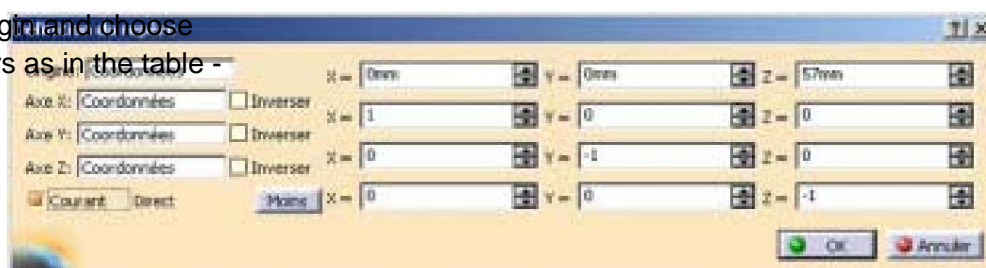 gin and choose
rs as in the table -
Coordonnées X = 0mm Y = 0mm Z = 57mm
Axe X: Coordonnées Inverser X = 1 Y = 0 Z = 0
Axe Y: Coordonnées Inverser X = 0 Y = -1 Z = 0
Axe Z: Coordonnées Inverser
Courant Direct Moins X = 0 Y = 0 Z = -1
OK Annuler